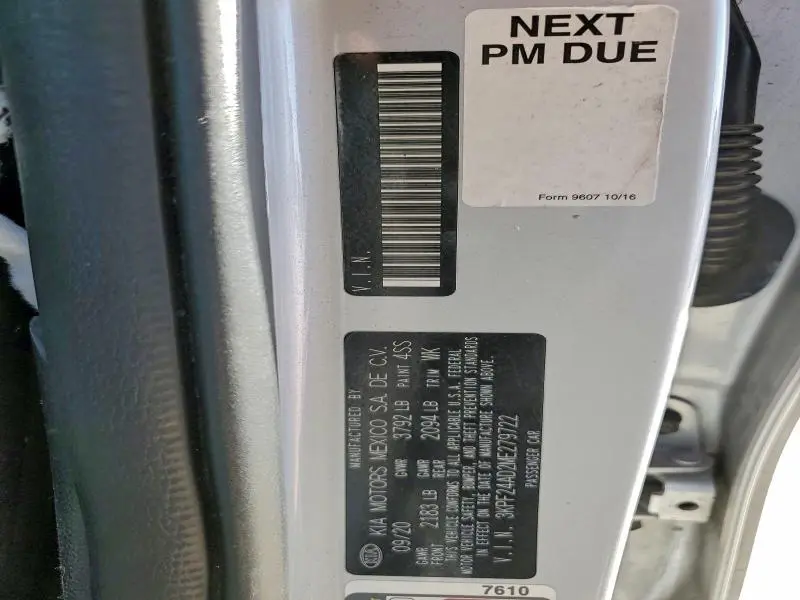 NEXT
PM DUE
Form 9607 10/16
V.I.N.
MANUFACTURED BY
KIA MOTORS MEXICO S.A. DE C.V.
09/20 GVWR 3792 LB PAINT 4SS
GAWR FRONT 2183 LB GAWR REAR 2094 LB TRIM WK
THIS VEHICLE CONFORMS TO ALL APPLICABLE U.S.A. FEDERAL
MOTOR VEHICLE SAFETY, BUMPER, AND THEFT PREVENTION STANDARDS
IN EFFECT ON THE DATE OF MANUFACTURE SHOWN ABOVE.
V.I.N. 3KPF24AD2ME279722
PASSENGER CAR
7610